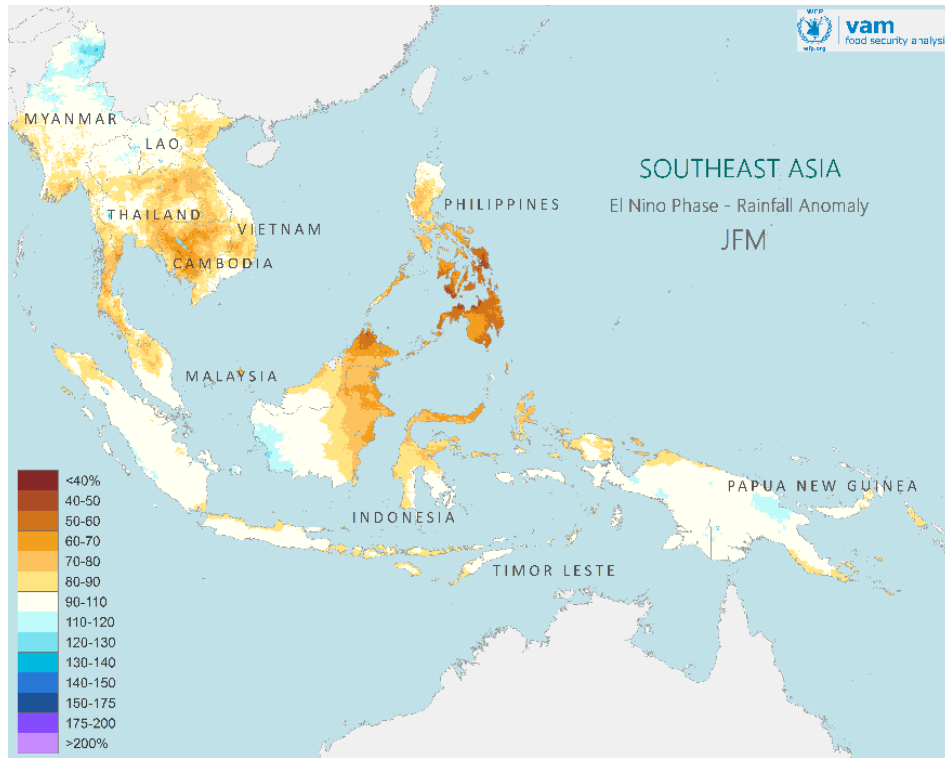 WFP
vam
food security analysis
wfp.org
MYANMAR
LAO
SOUTHEAST ASIA
El Nino Phase - Rainfall Anomaly
JFM
THAILAND
PHILIPPINES
VIETNAM
CAMBODIA
MALAYSIA
PAPUA NEW GUINEA
INDONESIA
TIMOR LESTE
<40%
40-50
50-60
60-70
70-80
80-90
90-110
110-120
120-130
130-140
140-150
150-175
175-200
>200%